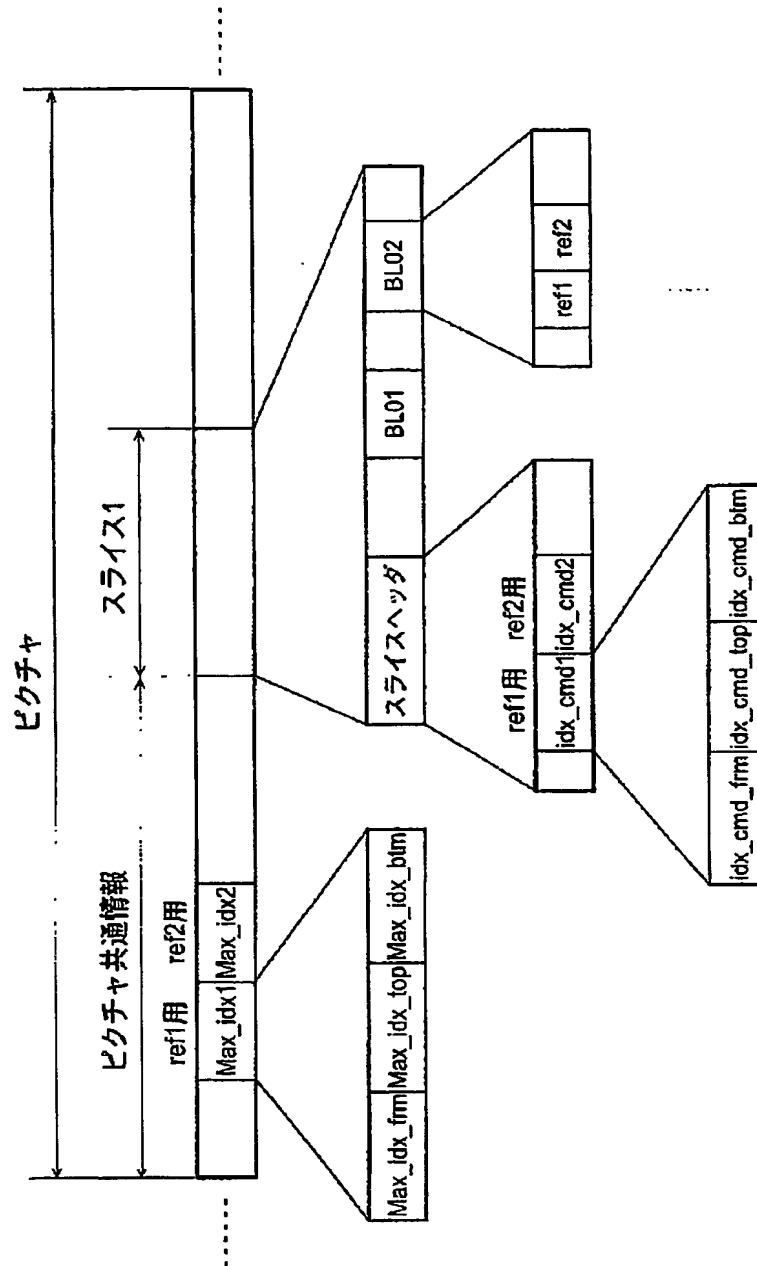 ピクチャ
ピクチャ共通情報
スライス1
ref1用 ref2用
Max_idx1 Max_idx2
Max_idx_frm Max_idx_top Max_idx_btm
スライスヘッダ BL01 BL02
ref1用 ref2用
idx_cmd1 idx_cmd2
ref1 ref2
idx_cmd_frm idx_cmd_top idx_cmd_btm